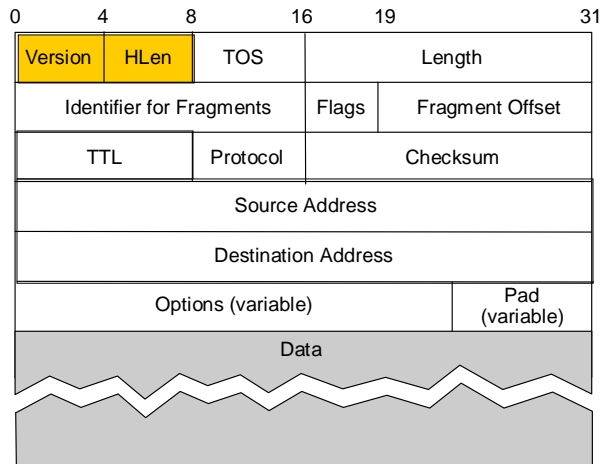 0 4 8 16 19 31
Version HLen TOS Length
Identifier for Fragments Flags Fragment Offset
TTL Protocol Checksum
Source Address
Destination Address
Options (variable) Pad
(variable)
Data